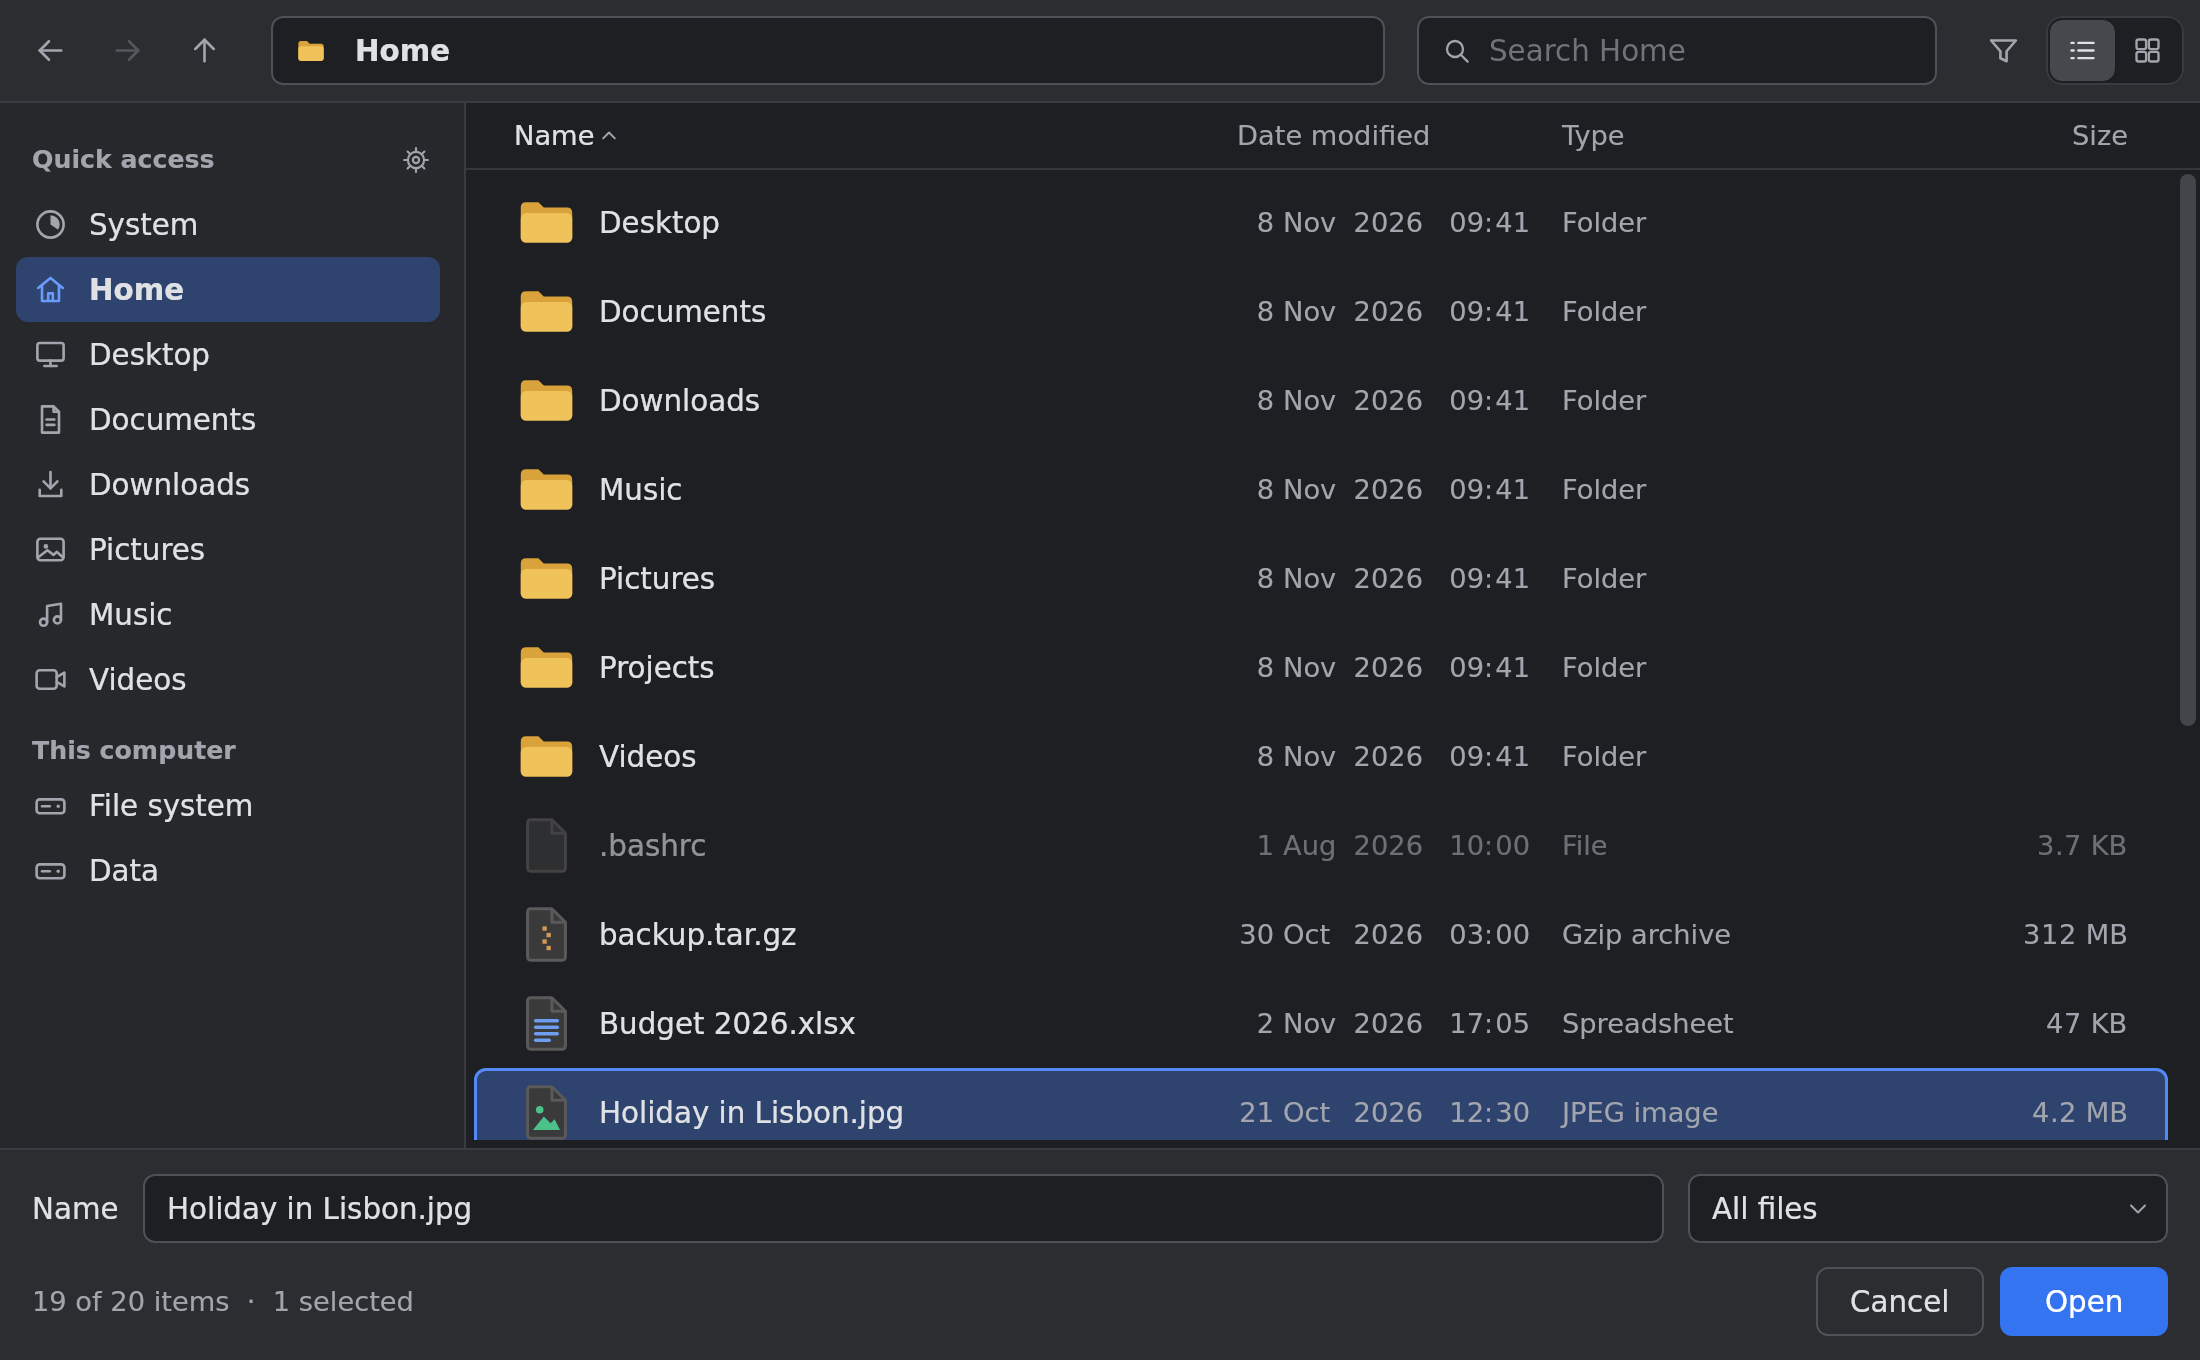 Home
Search Home
Quick access
System
Home
Desktop
Documents
Downloads
Pictures
Music
Videos
This computer
File system
Data
Name Date modified Type Size
Desktop 8 Nov 2026 09:41 Folder
Documents 8 Nov 2026 09:41 Folder
Downloads 8 Nov 2026 09:41 Folder
Music 8 Nov 2026 09:41 Folder
Pictures 8 Nov 2026 09:41 Folder
Projects 8 Nov 2026 09:41 Folder
Videos 8 Nov 2026 09:41 Folder
.bashrc 1 Aug 2026 10:00 File 3.7 KB
backup.tar.gz 30 Oct 2026 03:00 Gzip archive 312 MB
Budget 2026.xlsx 2 Nov 2026 17:05 Spreadsheet 47 KB
Holiday in Lisbon.jpg 21 Oct 2026 12:30 JPEG image 4.2 MB
Name Holiday in Lisbon.jpg All files
19 of 20 items · 1 selected
Cancel Open